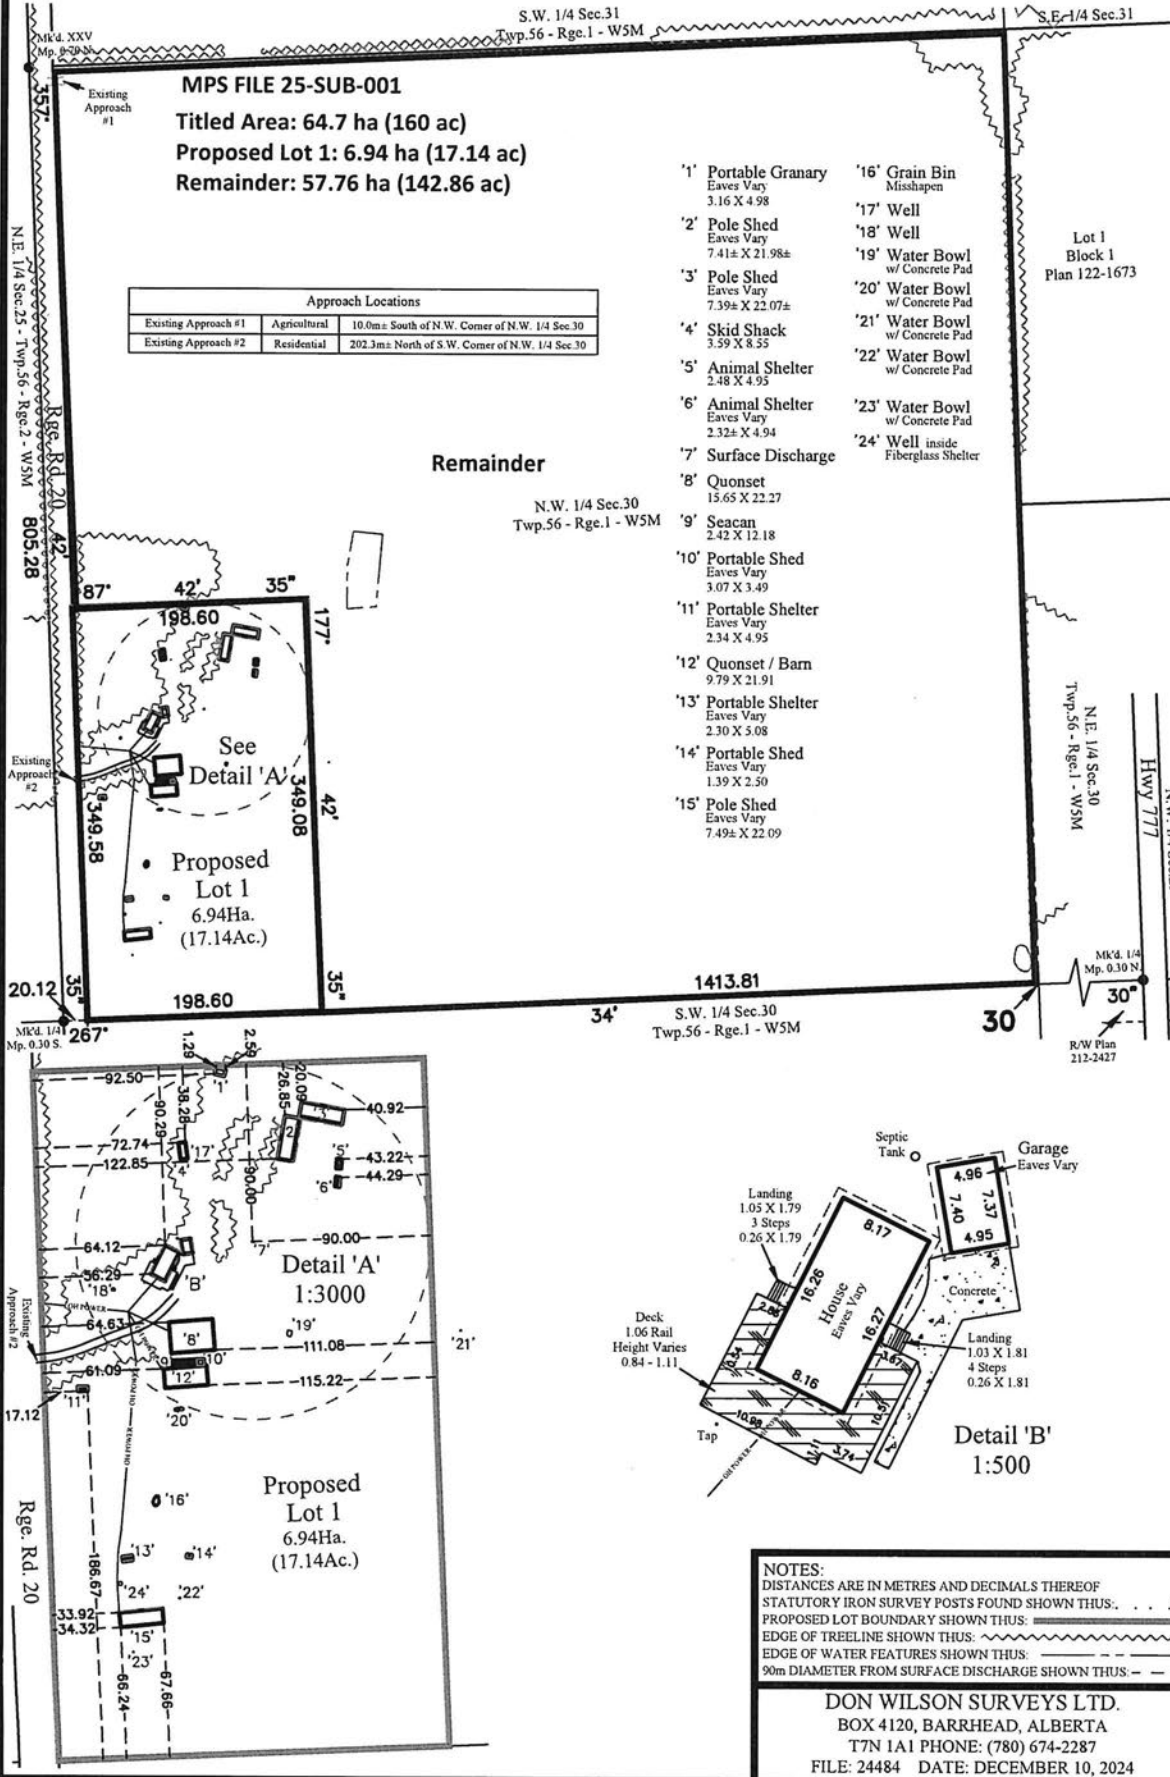 S.W. 1/4 Sec.31
Twp.56 - Rge.1 - W5M
S.E. 1/4 Sec.31
Mk'd. XXV
Mp. 0.70 N.
357°
Existing
Approach
#1
MPS FILE 25-SUB-001
Titled Area: 64.7 ha (160 ac)
Proposed Lot 1: 6.94 ha (17.14 ac)
Remainder: 57.76 ha (142.86 ac)
Approach Locations
Existing Approach #1 Agricultural 10.0m± South of N.W. Corner of N.W. 1/4 Sec.30
Existing Approach #2 Residential 202.3m± North of S.W. Corner of N.W. 1/4 Sec.30
'1' Portable Granary
Eaves Vary
3.16 X 4.98
'2' Pole Shed
Eaves Vary
7.41± X 21.98±
'3' Pole Shed
Eaves Vary
7.39± X 22.07±
'4' Skid Shack
3.59 X 8.55
'5' Animal Shelter
2.48 X 4.95
'6' Animal Shelter
Eaves Vary
2.32± X 4.94
'7' Surface Discharge
'8' Quonset
15.65 X 22.27
'9' Seacan
2.42 X 12.18
'10' Portable Shed
Eaves Vary
3.07 X 3.49
'11' Portable Shelter
Eaves Vary
2.34 X 4.95
'12' Quonset / Barn
9.79 X 21.91
'13' Portable Shelter
Eaves Vary
2.30 X 5.08
'14' Portable Shed
Eaves Vary
1.39 X 2.50
'15' Pole Shed
Eaves Vary
7.49± X 22.09
'16' Grain Bin
Misshapen
'17' Well
'18' Well
'19' Water Bowl
w/ Concrete Pad
'20' Water Bowl
w/ Concrete Pad
'21' Water Bowl
w/ Concrete Pad
'22' Water Bowl
w/ Concrete Pad
'23' Water Bowl
w/ Concrete Pad
'24' Well inside
Fiberglass Shelter
Lot 1
Block 1
Plan 122-1673
N.E. 1/4 Sec.25 - Twp.56 - Rge.2 - W5M
Rge. Rd. 20
805.28
42'
Remainder
N.W. 1/4 Sec.30
Twp.56 - Rge.1 - W5M
87° 42' 35"
198.60
177°
See
Detail 'A'
Existing
Approach
#2
349.58
349.08
42'
Proposed
Lot 1
6.94Ha.
(17.14Ac.)
35"
35"
20.12
198.60
Mk'd. 1/4
Mp. 0.30 S.
267°
34'
1413.81
S.W. 1/4 Sec.30
Twp.56 - Rge.1 - W5M
30
N.E. 1/4 Sec.30
Twp.56 - Rge.1 - W5M
Hwy 777
Mk'd. 1/4
Mp. 0.30 N.
30"
R/W Plan
212-2427
1.29
2.59
92.50
'1'
38.28
90.29
26.85
20.09
'3'
40.92
72.74
'17'
'2'
122.85
'4'
90.00
'5'
43.22
'6'
44.29
64.12
'7'
90.00
56.29
'18'
'B'
Detail 'A'
1:3000
OH POWER
64.63
'8'
'19'
111.08
'21'
Existing
Approach #2
61.09
'9'
'10'
'12'
115.22
17.12
'11'
'20'
OH POWER
OH POWER
'16'
Proposed
Lot 1
6.94Ha.
(17.14Ac.)
'13'
'14'
186.67
'24'
'22'
33.92
34.32
'15'
'23'
66.24
67.66
Rge. Rd. 20
Septic
Tank
Garage
Eaves Vary
4.96
7.40
7.37
4.95
Landing
1.05 X 1.79
3 Steps
0.26 X 1.79
8.17
16.26
House
Eaves Vary
16.27
Concrete
Deck
1.06 Rail
Height Varies
0.84 - 1.11
8.16
3.67
Landing
1.03 X 1.81
4 Steps
0.26 X 1.81
10.98
3.74
Tap
OH POWER
OH POWER
Detail 'B'
1:500
NOTES:
DISTANCES ARE IN METRES AND DECIMALS THEREOF
STATUTORY IRON SURVEY POSTS FOUND SHOWN THUS:
PROPOSED LOT BOUNDARY SHOWN THUS:
EDGE OF TREELINE SHOWN THUS:
EDGE OF WATER FEATURES SHOWN THUS:
90m DIAMETER FROM SURFACE DISCHARGE SHOWN THUS:
DON WILSON SURVEYS LTD.
BOX 4120, BARRHEAD, ALBERTA
T7N 1A1 PHONE: (780) 674-2287
FILE: 24484 DATE: DECEMBER 10, 2024